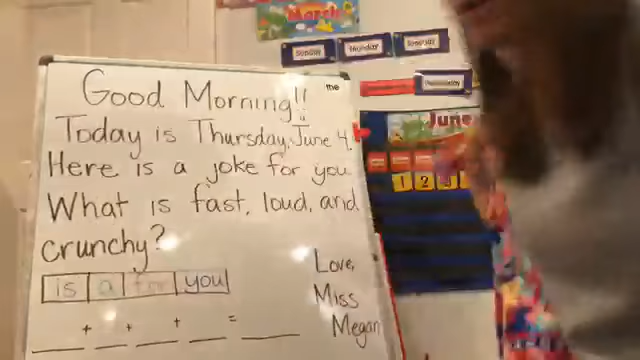 March
Sunday Monday Tuesday
Wednesday
the
Good Morning!!
Today is Thursday, June 4.
Here is a joke for you.
What is fast, loud, and
crunchy?
is a for you
+ + + =
Love,
Miss
Megan
June
1 2 3